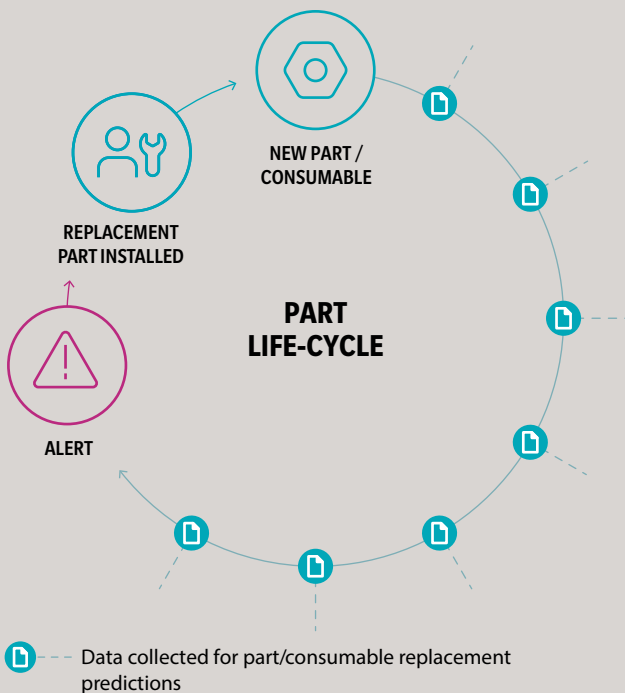 NEW PART /
CONSUMABLE
REPLACEMENT
PART INSTALLED
PART
LIFE-CYCLE
ALERT
Data collected for part/consumable replacement
predictions